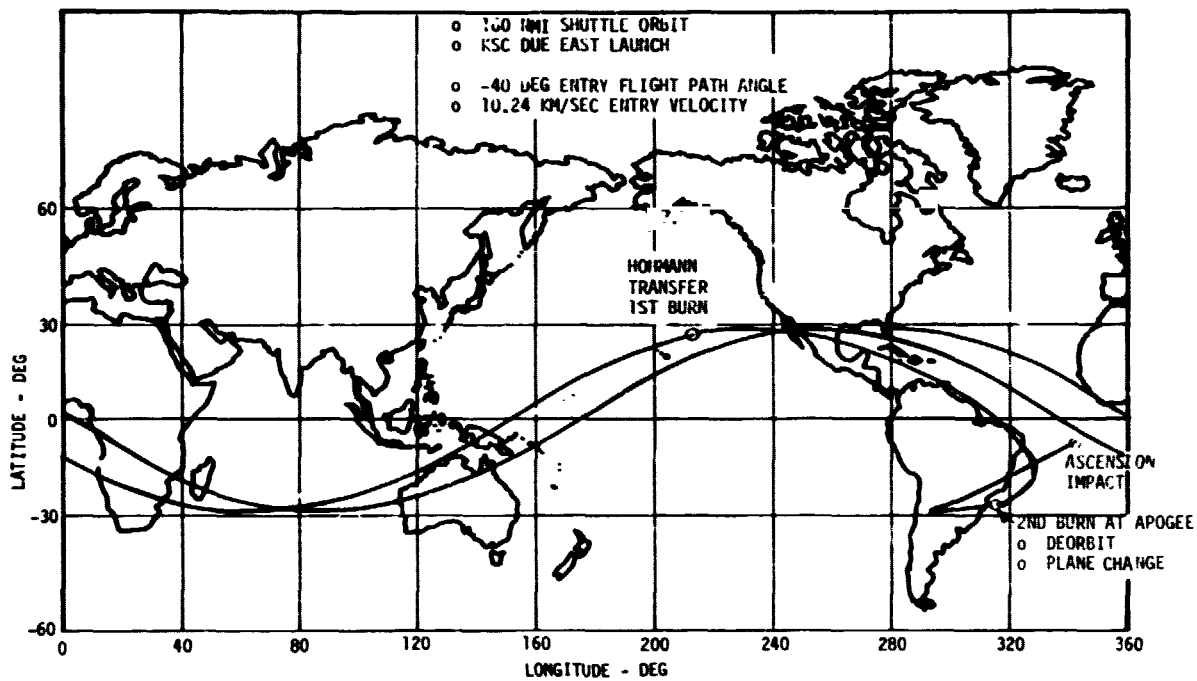 o 160 NMI SHUTTLE ORBIT
o KSC DUE EAST LAUNCH
o -40 DEG ENTRY FLIGHT PATH ANGLE
o 10.24 KM/SEC ENTRY VELOCITY
60
30
0
-30
-60
LATITUDE - DEG
HOHMANN
TRANSFER
1ST BURN
ASCENSION
IMPACT
2ND BURN AT APOGEE
o DEORBIT
o PLANE CHANGE
0 40 80 120 160 200 240 280 320 360
LONGITUDE - DEG